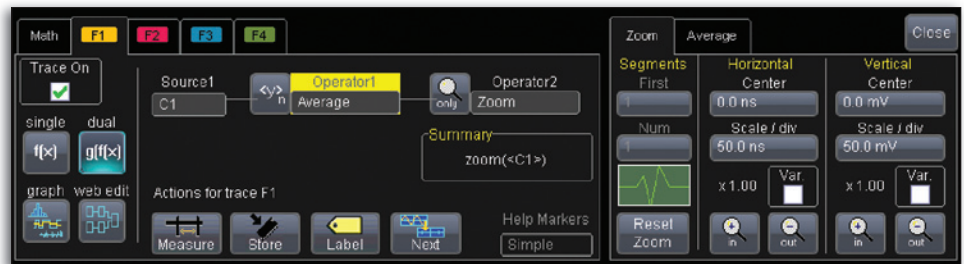 Math F1 F2 F3 F4
Trace On
Source1
C1
<y>
n
Operator1
Average
only
Operator2
Zoom
Summary
zoom(<C1>)
single dual
f(x) g(f(x)
graph web edit
Actions for trace F1
Measure Store Label Next
Help Markers
Simple
Zoom Average Close
Segments
First
1
Num
1
Reset
Zoom
Horizontal
Center
0.0 ns
Scale / div
50.0 ns
x 1.00 Var.
in out
Vertical
Center
0.0 mV
Scale / div
50.0 mV
x 1.00 Var.
in out